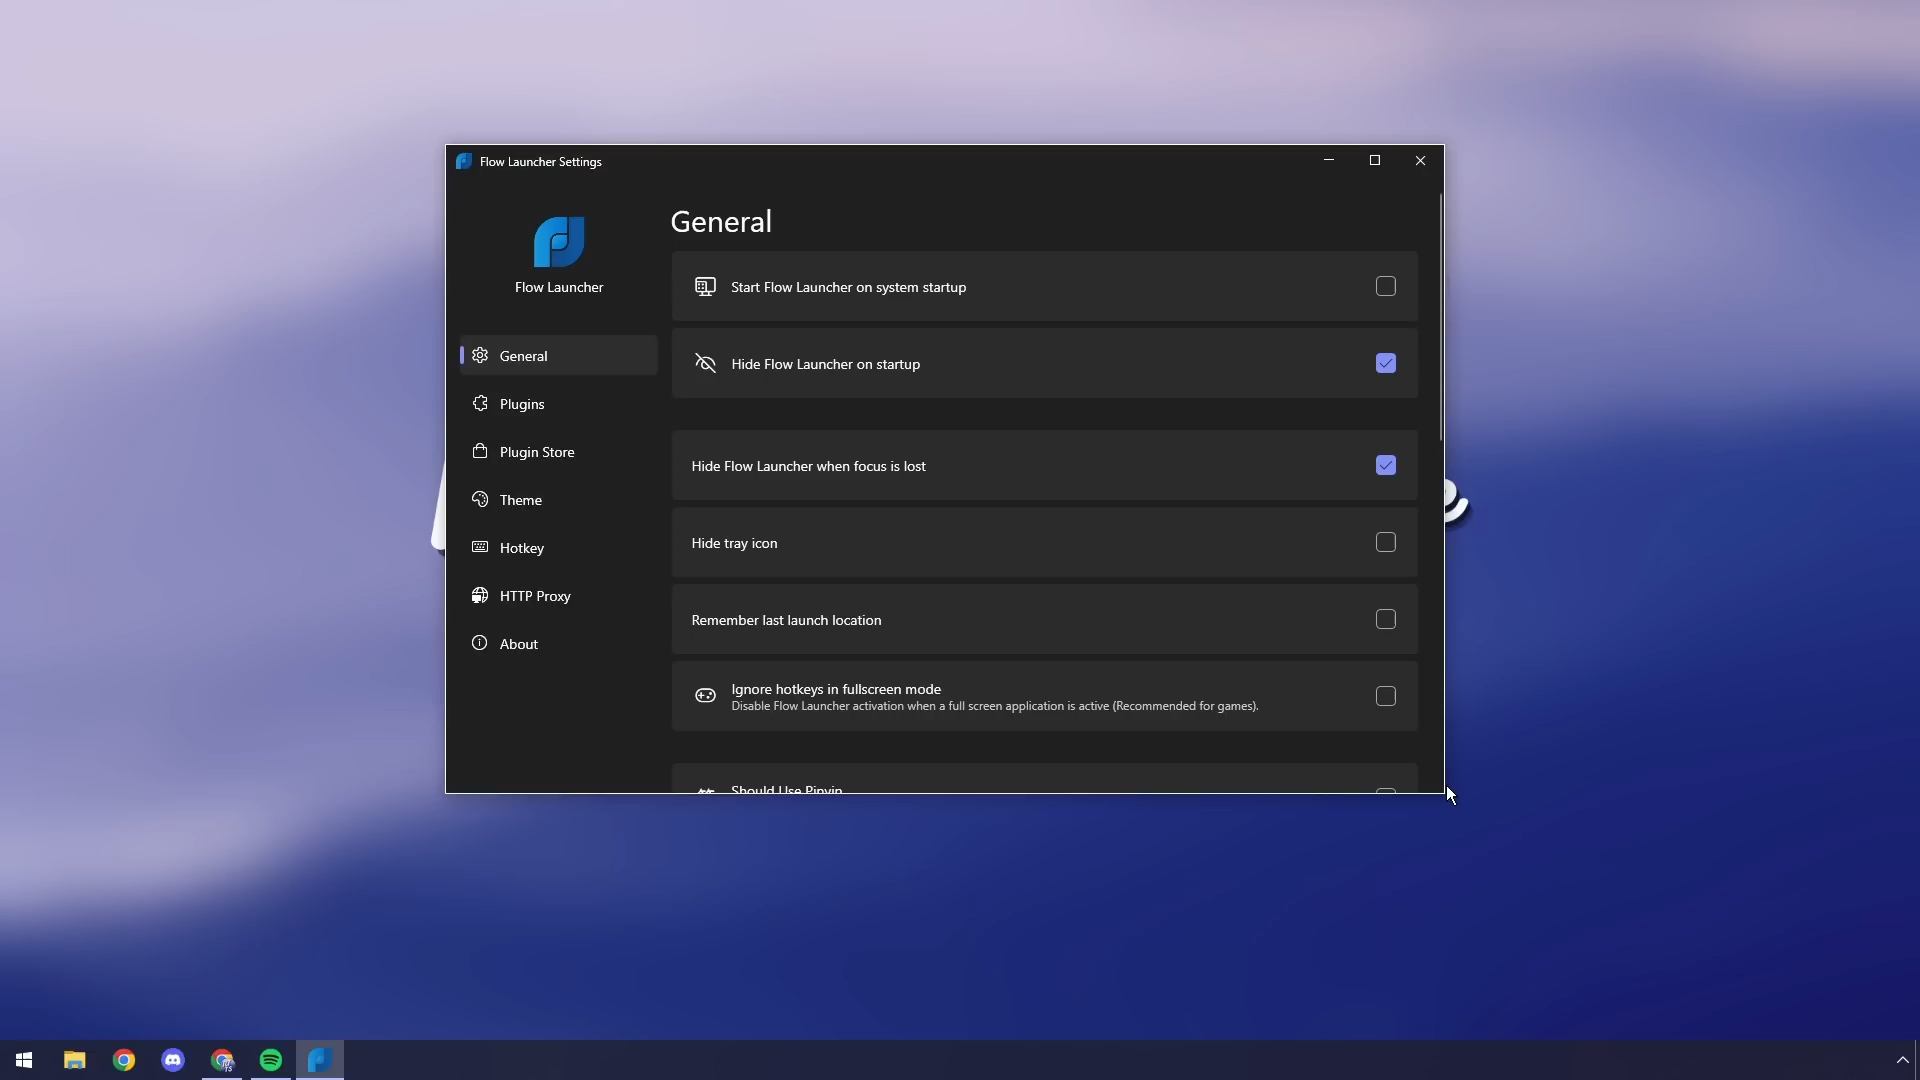 Flow Launcher Settings
Flow Launcher
General
Plugins
Plugin Store
Theme
Hotkey
HTTP Proxy
About
General
Start Flow Launcher on system startup
Hide Flow Launcher on startup
Hide Flow Launcher when focus is lost
Hide tray icon
Remember last launch location
Ignore hotkeys in fullscreen mode
Disable Flow Launcher activation when a full screen application is active (Recommended for games).
Should Use Pinyin